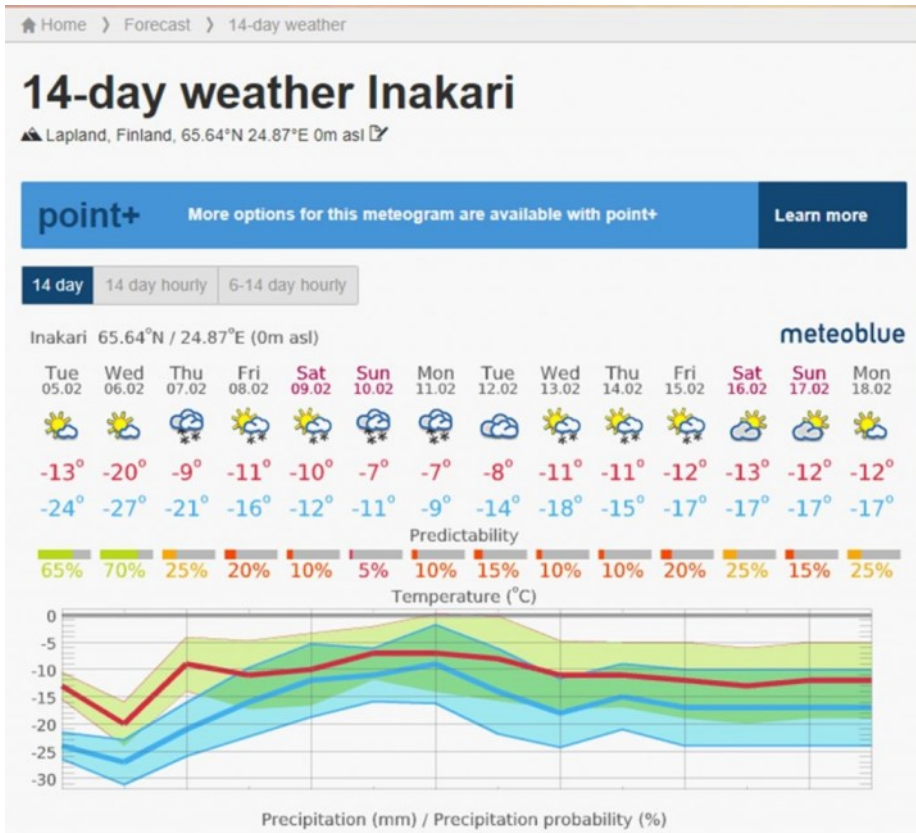 Home ❯ Forecast ❯ 14-day weather
14-day weather Inakari
Lapland, Finland, 65.64°N 24.87°E 0m asl
point+ More options for this meteogram are available with point+ Learn more
14 day 14 day hourly 6-14 day hourly
Inakari 65.64°N / 24.87°E (0m asl) meteoblue
Tue Wed Thu Fri Sat Sun Mon Tue Wed Thu Fri Sat Sun Mon
05.02 06.02 07.02 08.02 09.02 10.02 11.02 12.02 13.02 14.02 15.02 16.02 17.02 18.02
-13° -20° -9° -11° -10° -7° -7° -8° -11° -11° -12° -13° -12° -12°
-24° -27° -21° -16° -12° -11° -9° -14° -18° -15° -17° -17° -17° -17°
Predictability
65% 70% 25% 20% 10% 5% 10% 15% 10% 10% 20% 25% 15% 25%
Temperature (°C)
0
-5
-10
-15
-20
-25
-30
Precipitation (mm) / Precipitation probability (%)